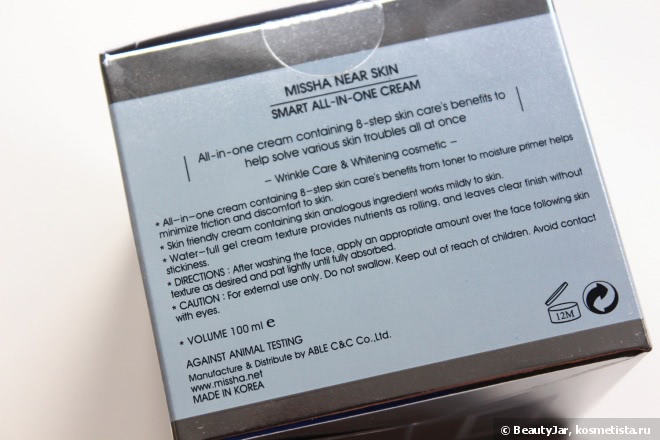 MISSHA NEAR SKIN
SMART ALL-IN-ONE CREAM
All-in-one cream containing 8-step skin care's benefits to
help solve various skin troubles all at once
– Wrinkle Care & Whitening cosmetic –
* All-in-one cream containing 8-step skin care's benefits from toner to moisture primer helps
minimize friction and discomfort to skin.
* Skin friendly cream containing skin analogous ingredient works mildly to skin.
* Water-full gel cream texture provides nutrients as rolling, and leaves clear finish without
stickiness.
* DIRECTIONS : After washing the face, apply an appropriate amount over the face following skin
texture as desired and pat lightly until fully absorbed.
* CAUTION : For external use only. Do not swallow. Keep out of reach of children. Avoid contact
with eyes.
* VOLUME 100 ml ℮
12M
AGAINST ANIMAL TESTING
Manufacture & Distribute by ABLE C&C Co.,Ltd.
www.missha.net
MADE IN KOREA
© BeautyJar, kosmetista.ru